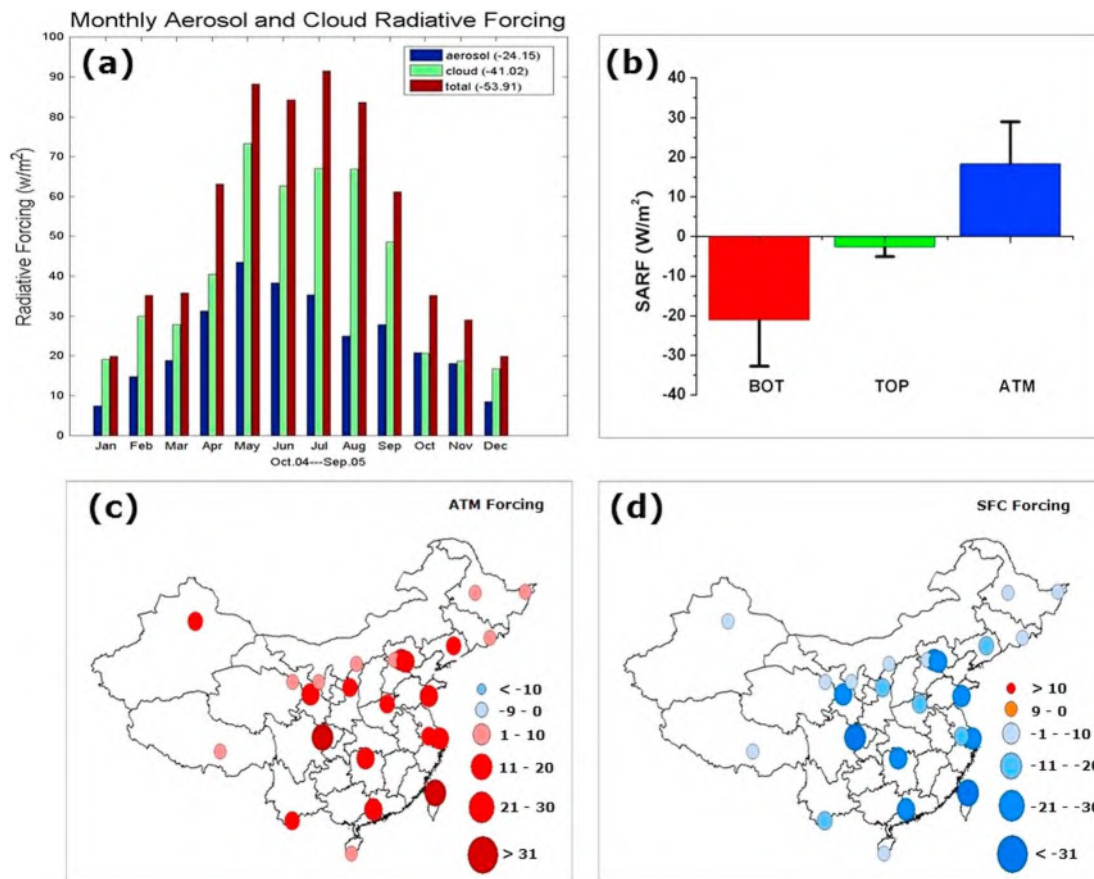 Monthly Aerosol and Cloud Radiative Forcing
(a)
aerosol (-24.15)
cloud (-41.02)
total (-53.91)
Radiative Forcing (w/m²)
100
90
80
70
60
50
40
30
20
10
0
Jan Feb Mar Apr May Jun Jul Aug Sep Oct Nov Dec
Oct.04---Sep.05
(b)
SARF (W/m²)
40
30
20
10
0
-10
-20
-30
-40
BOT TOP ATM
(c)
ATM Forcing
< -10
-9 - 0
1 - 10
11 - 20
21 - 30
> 31
(d)
SFC Forcing
> 10
9 - 0
-1 - -10
-11 - -20
-21 - -30
< -31